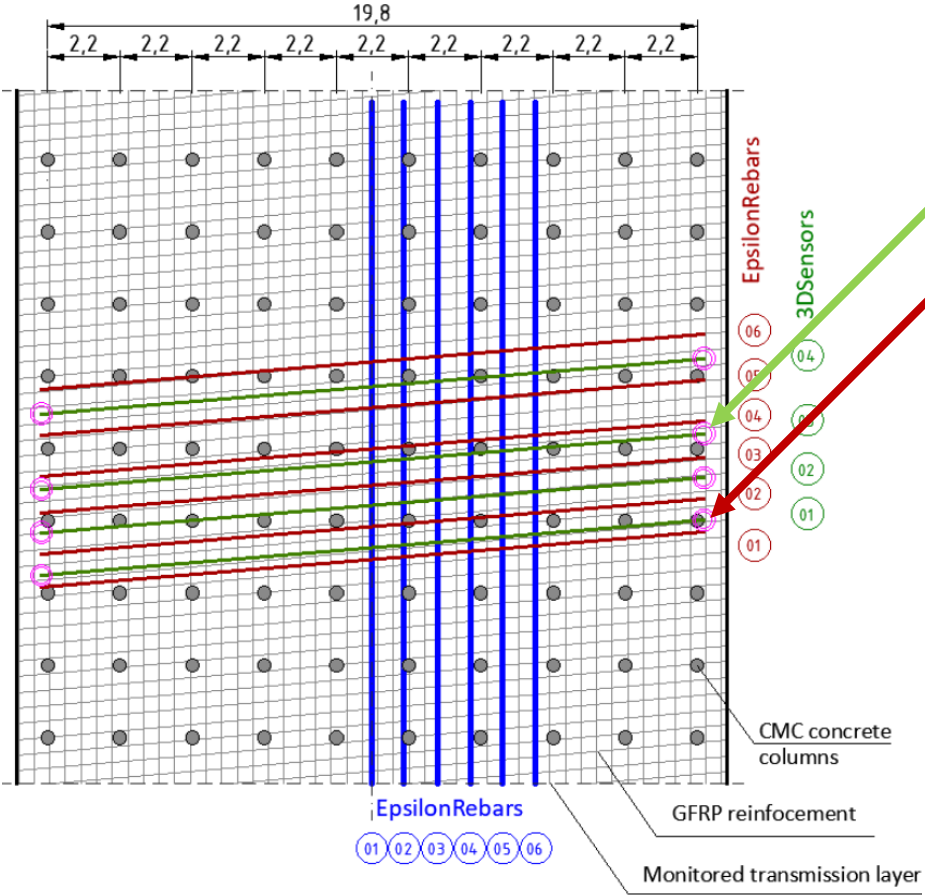 19,8
2,2 2,2 2,2 2,2 2,2 2,2 2,2 2,2 2,2
EpsilonRebars
3DSensors
06
04
05
04
03
02
02
01
01
CMC concrete
columns
GFRP reinfocement
EpsilonRebars
01 02 03 04 05 06
Monitored transmission layer